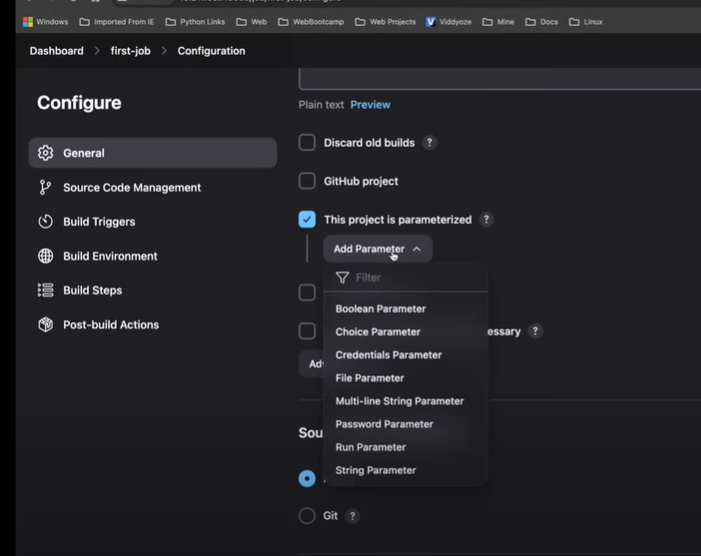 Windows Imported From IE Python Links Web WebBootcamp Web Projects Viddyoze Mine Docs Linux
Dashboard > first-job > Configuration
Configure
General
Source Code Management
Build Triggers
Build Environment
Build Steps
Post-build Actions
Plain text Preview
Discard old builds ?
GitHub project
This project is parameterized ?
Add Parameter
Filter
Boolean Parameter
Choice Parameter
essary ?
Credentials Parameter
Adv
File Parameter
Multi-line String Parameter
Password Parameter
Sou
Run Parameter
String Parameter
Git ?